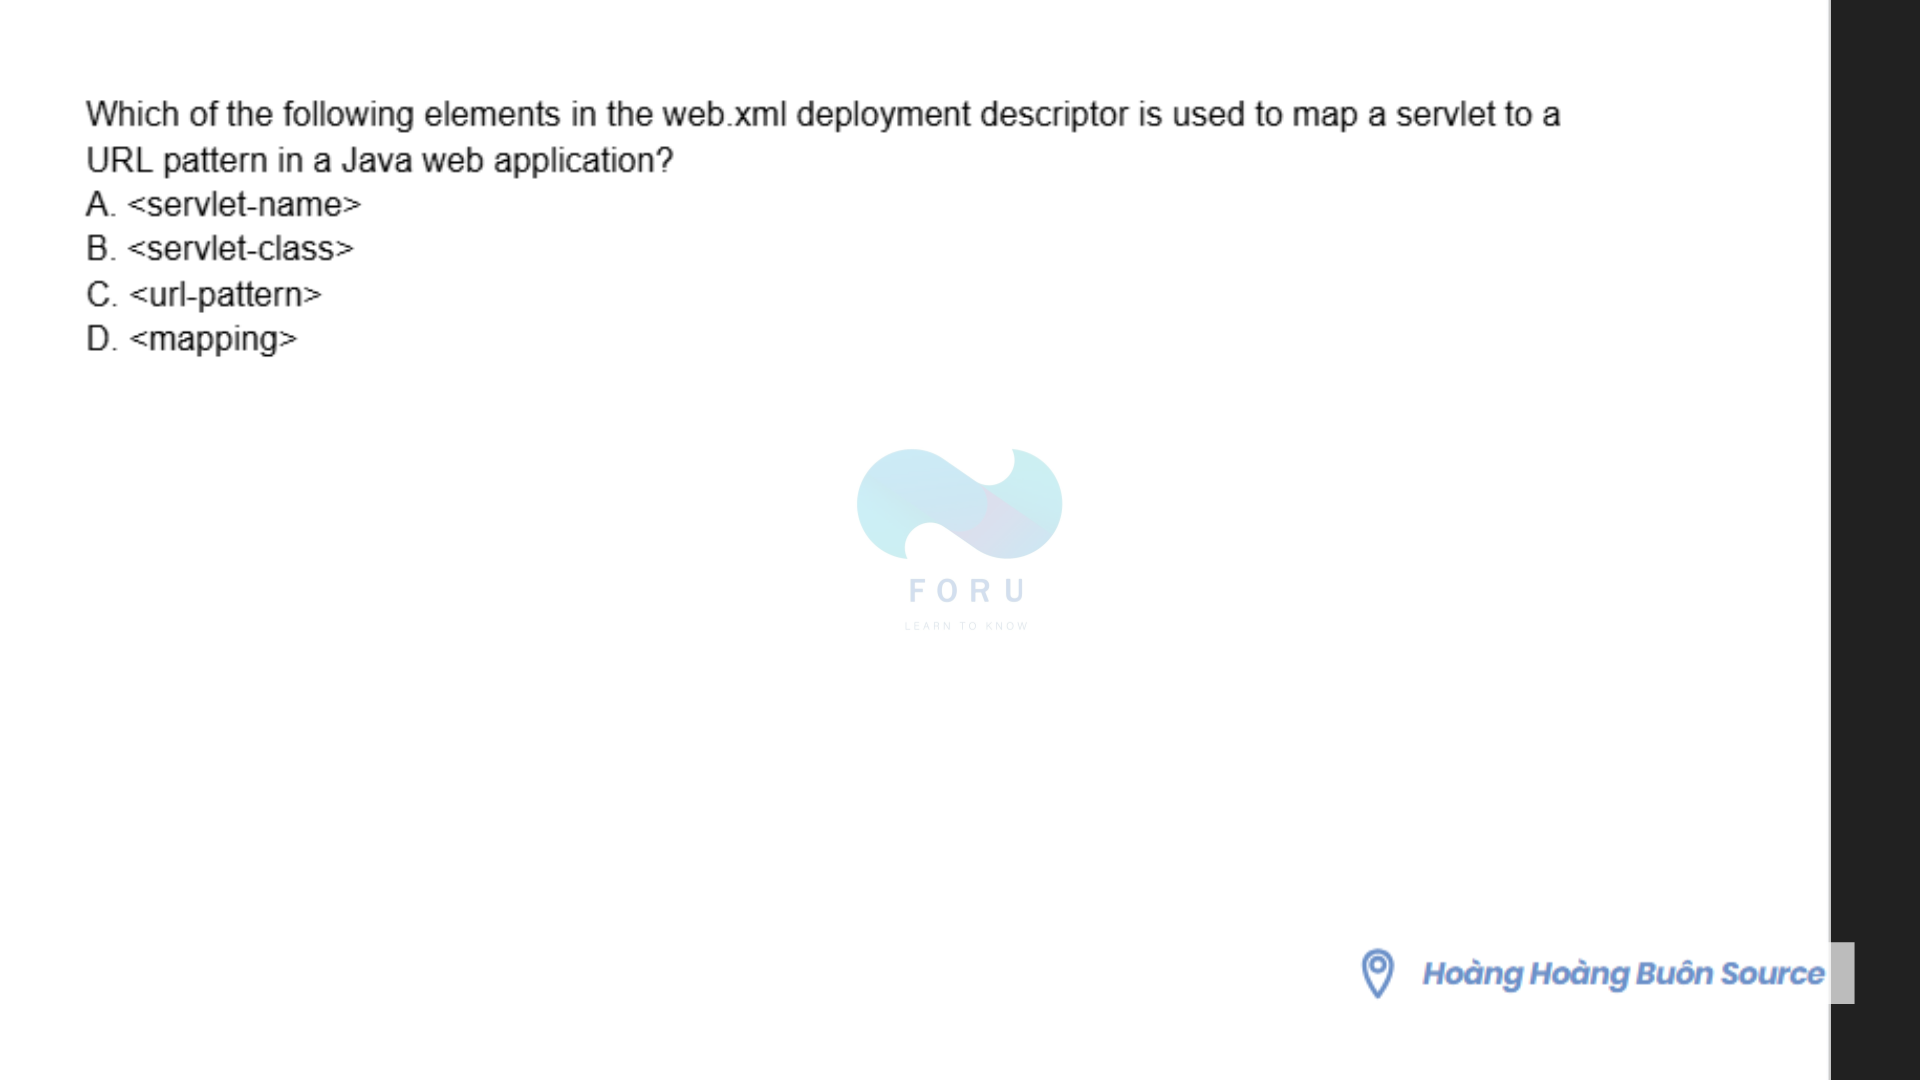 Which of the following elements in the web.xml deployment descriptor is used to map a servlet to a
URL pattern in a Java web application?
A. <servlet-name>
B. <servlet-class>
C. <url-pattern>
D. <mapping>
FORU
LEARN TO KNOW
Hoàng Hoàng Buôn Source